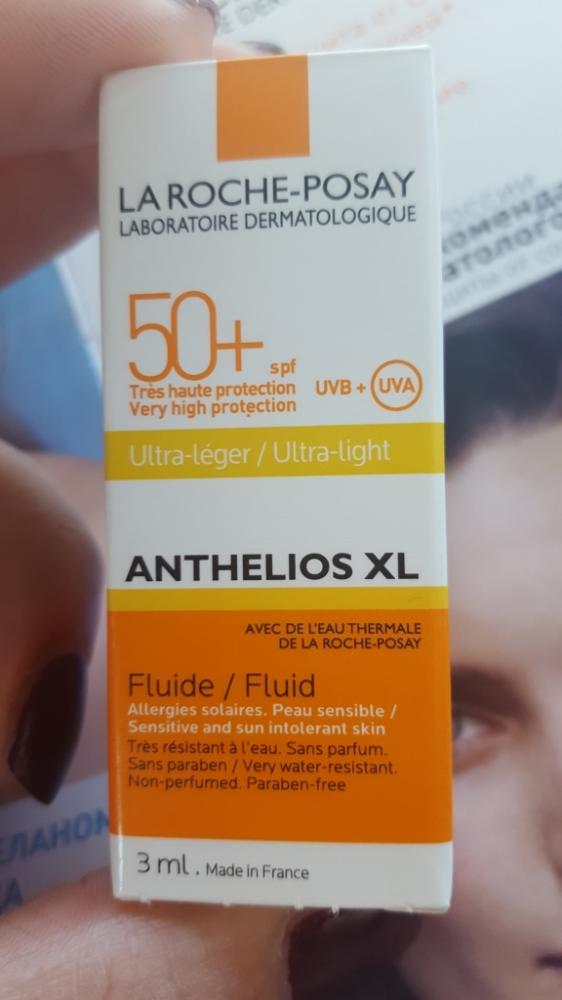 LA ROCHE-POSAY
LABORATOIRE DERMATOLOGIQUE
50+ spf
Très haute protection
Very high protection
UVB + UVA
Ultra-léger / Ultra-light
ANTHELIOS XL
AVEC DE L'EAU THERMALE
DE LA ROCHE-POSAY
Fluide / Fluid
Allergies solaires. Peau sensible /
Sensitive and sun intolerant skin
Très résistant à l'eau. Sans parfum.
Sans paraben / Very water-resistant.
Non-perfumed. Paraben-free
3 ml . Made in France